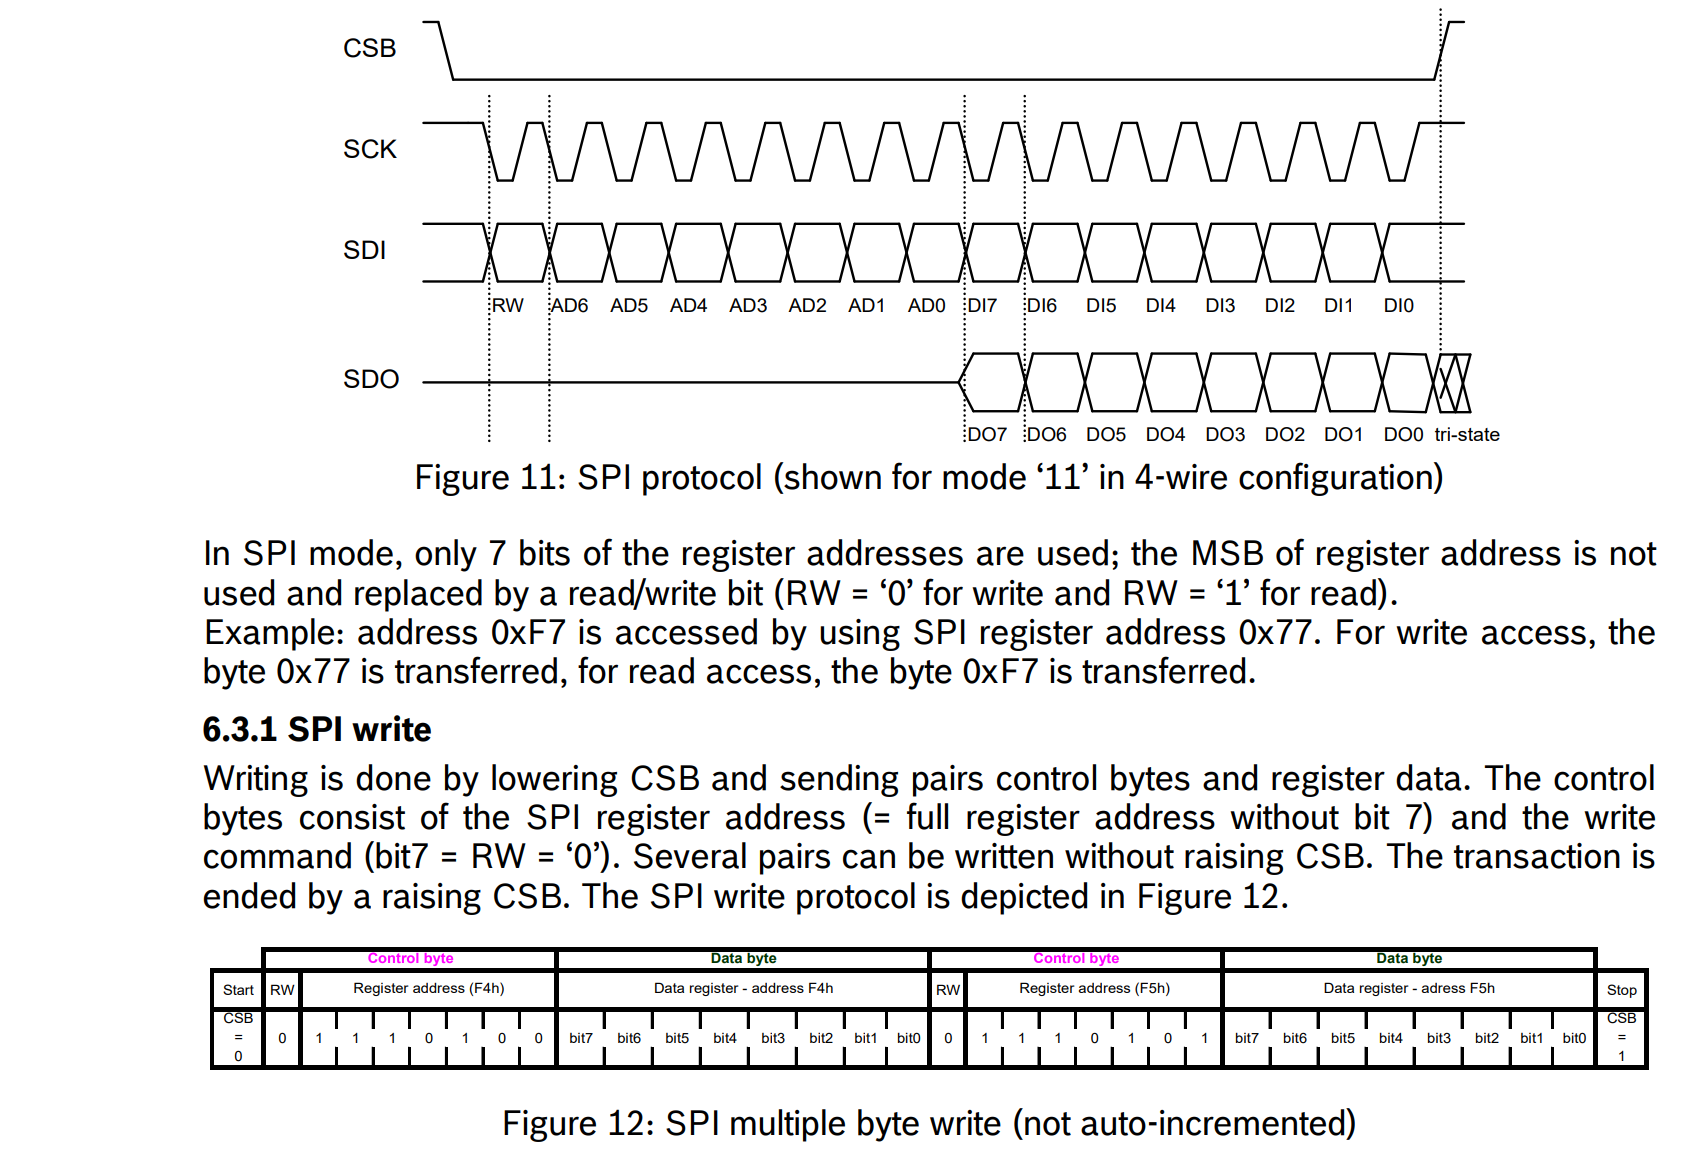 CSB
SCK
SDI
RW AD6 AD5 AD4 AD3 AD2 AD1 AD0 DI7 DI6 DI5 DI4 DI3 DI2 DI1 DI0
SDO
DO7 DO6 DO5 DO4 DO3 DO2 DO1 DO0 tri-state
Figure 11: SPI protocol (shown for mode ‘11’ in 4-wire configuration)
In SPI mode, only 7 bits of the register addresses are used; the MSB of register address is not
used and replaced by a read/write bit (RW = ‘0’ for write and RW = ‘1’ for read).
Example: address 0xF7 is accessed by using SPI register address 0x77. For write access, the
byte 0x77 is transferred, for read access, the byte 0xF7 is transferred.
6.3.1 SPI write
Writing is done by lowering CSB and sending pairs control bytes and register data. The control
bytes consist of the SPI register address (= full register address without bit 7) and the write
command (bit7 = RW = ‘0’). Several pairs can be written without raising CSB. The transaction is
ended by a raising CSB. The SPI write protocol is depicted in Figure 12.
Control byte Data byte Control byte Data byte
Start RW Register address (F4h) Data register - address F4h RW Register address (F5h) Data register - adress F5h Stop
CSB CSB
= 0 1 1 1 0 1 0 0 bit7 bit6 bit5 bit4 bit3 bit2 bit1 bit0 0 1 1 1 0 1 0 1 bit7 bit6 bit5 bit4 bit3 bit2 bit1 bit0 =
0 1
Figure 12: SPI multiple byte write (not auto-incremented)